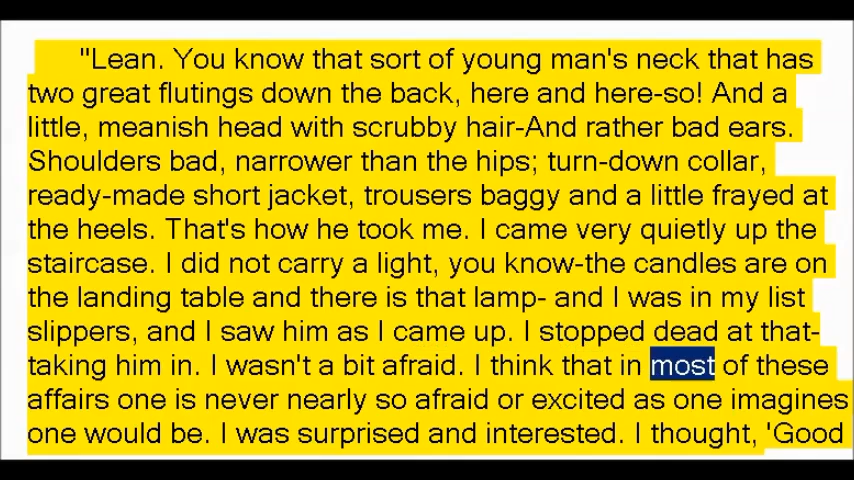 "Lean. You know that sort of young man's neck that has
two great flutings down the back, here and here-so! And a
little, meanish head with scrubby hair-And rather bad ears.
Shoulders bad, narrower than the hips; turn-down collar,
ready-made short jacket, trousers baggy and a little frayed at
the heels. That's how he took me. I came very quietly up the
staircase. I did not carry a light, you know-the candles are on
the landing table and there is that lamp- and I was in my list
slippers, and I saw him as I came up. I stopped dead at that-
taking him in. I wasn't a bit afraid. I think that in most of these
affairs one is never nearly so afraid or excited as one imagines
one would be. I was surprised and interested. I thought, 'Good